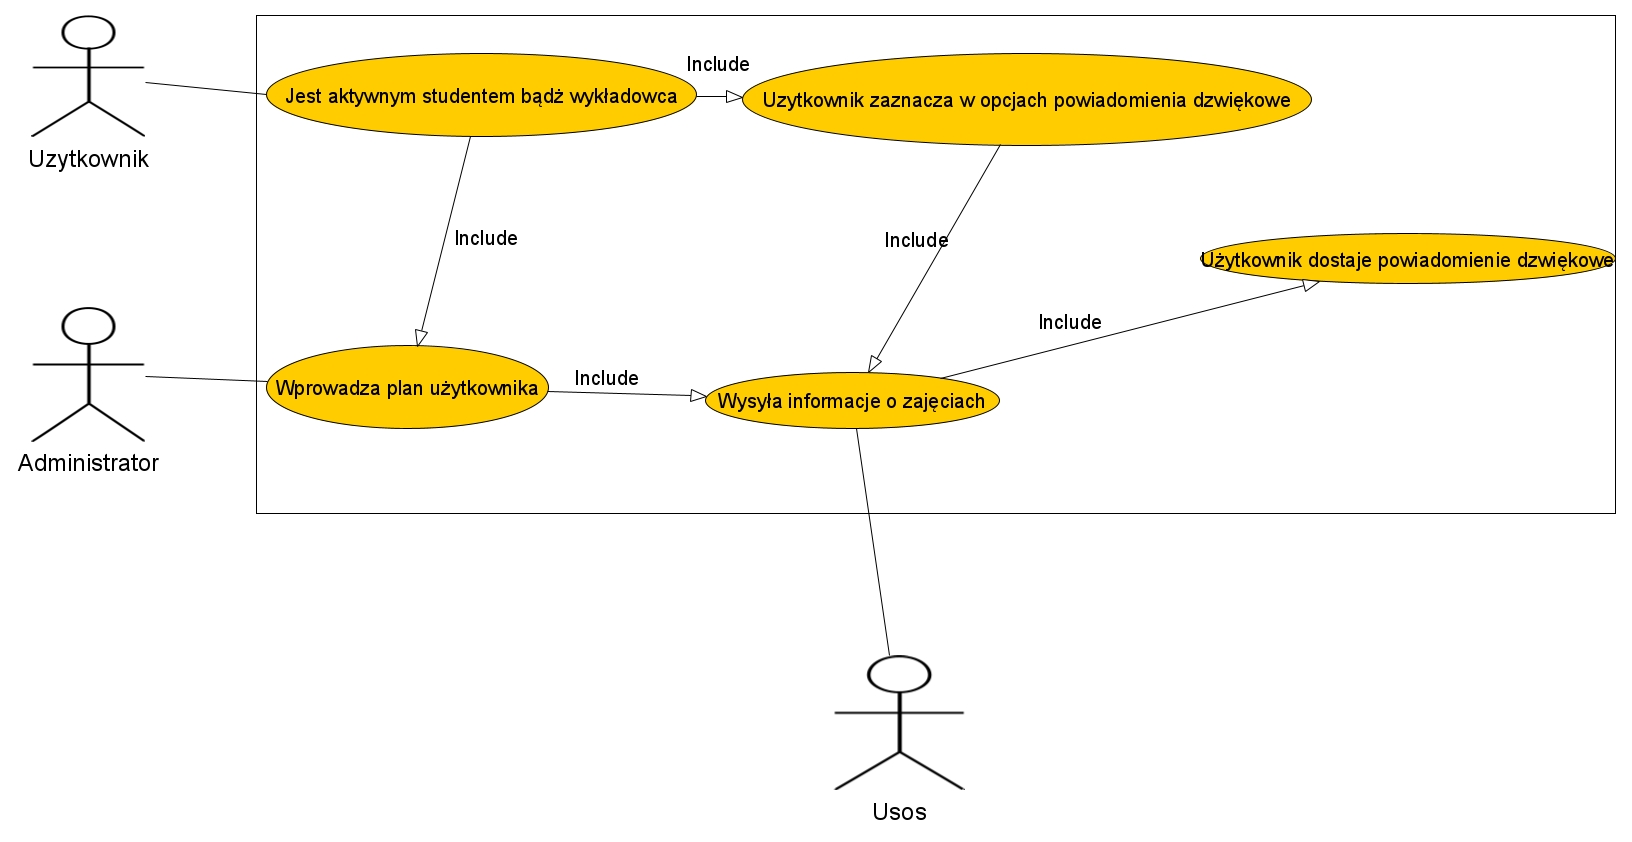 Include
Jest aktywnym studentem bądź wykładowca
Uzytkownik zaznacza w opcjach powiadomienia dzwiękowe
Uzytkownik
Include
Include
Użytkownik dostaje powiadomienie dzwiękowe
Include
Include
Wprowadza plan użytkownika
Wysyła informacje o zajęciach
Administrator
Usos